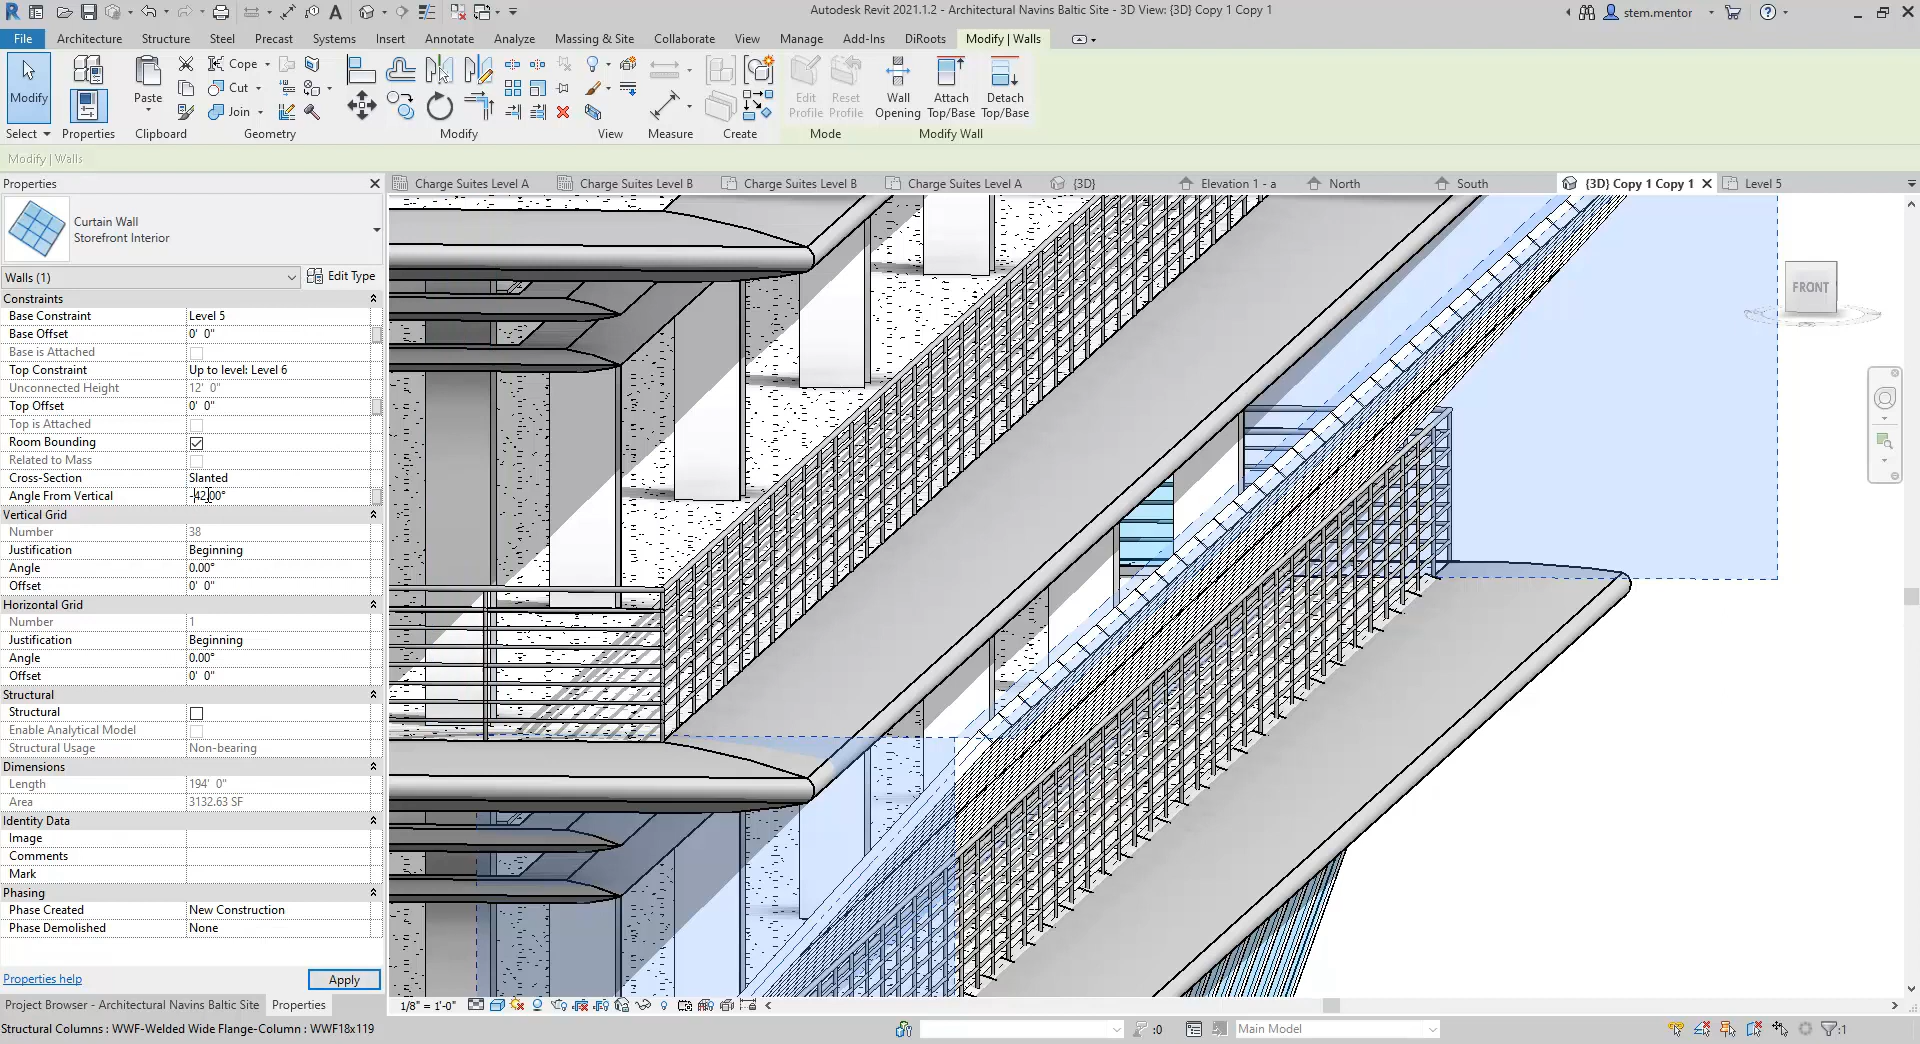 Autodesk Revit 2021.1.2 - Architectural Navins Baltic Site - 3D View: {3D} Copy 1 Copy 1
stem.mentor
File Architecture Structure Steel Precast Systems Insert Annotate Analyze Massing & Site Collaborate View Manage Add-Ins DiRoots Modify | Walls
Modify
Select
Properties
Paste
Clipboard
Cope
Cut
Join
Geometry
Modify
View
Measure
Create
Edit Profile
Reset Profile
Mode
Wall Opening
Attach Top/Base
Detach Top/Base
Modify Wall
Modify | Walls
Properties
Charge Suites Level A
Charge Suites Level B
Charge Suites Level B
Charge Suites Level A
{3D}
Elevation 1 - a
North
South
{3D} Copy 1 Copy 1
Level 5
Curtain Wall
Storefront Interior
Walls (1)
Edit Type
Constraints
Base Constraint Level 5
Base Offset 0' 0"
Base is Attached
Top Constraint Up to level: Level 6
Unconnected Height 12' 0"
Top Offset 0' 0"
Top is Attached
Room Bounding
Related to Mass
Cross-Section Slanted
Angle From Vertical -42.00°
Vertical Grid
Number 38
Justification Beginning
Angle 0.00°
Offset 0' 0"
Horizontal Grid
Number 1
Justification Beginning
Angle 0.00°
Offset 0' 0"
Structural
Structural
Enable Analytical Model
Structural Usage Non-bearing
Dimensions
Length 194' 0"
Area 3132.63 SF
Identity Data
Image
Comments
Mark
Phasing
Phase Created New Construction
Phase Demolished None
Properties help
Apply
FRONT
Project Browser - Architectural Navins Baltic Site
Properties
1/8" = 1'-0"
Structural Columns : WWF-Welded Wide Flange-Column : WWF18x119
:0
Main Model
:1